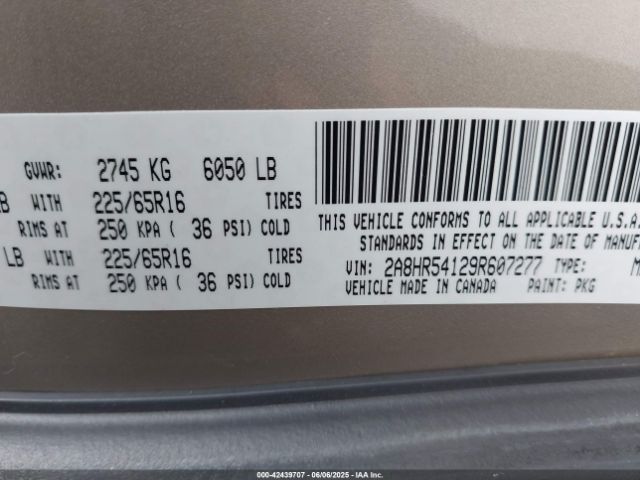 GVWR: 2745 KG 6050 LB
LB WITH 225/65R16 TIRES
RIMS AT 250 KPA ( 36 PSI) COLD
LB WITH 225/65R16 TIRES
RIMS AT 250 KPA ( 36 PSI) COLD
THIS VEHICLE CONFORMS TO ALL APPLICABLE U.S.A.
STANDARDS IN EFFECT ON THE DATE OF MANUF
VIN: 2A8HR54129R607277 TYPE: M
VEHICLE MADE IN CANADA PAINT: PKG
000-42439707 - 06/06/2025 - IAA Inc.